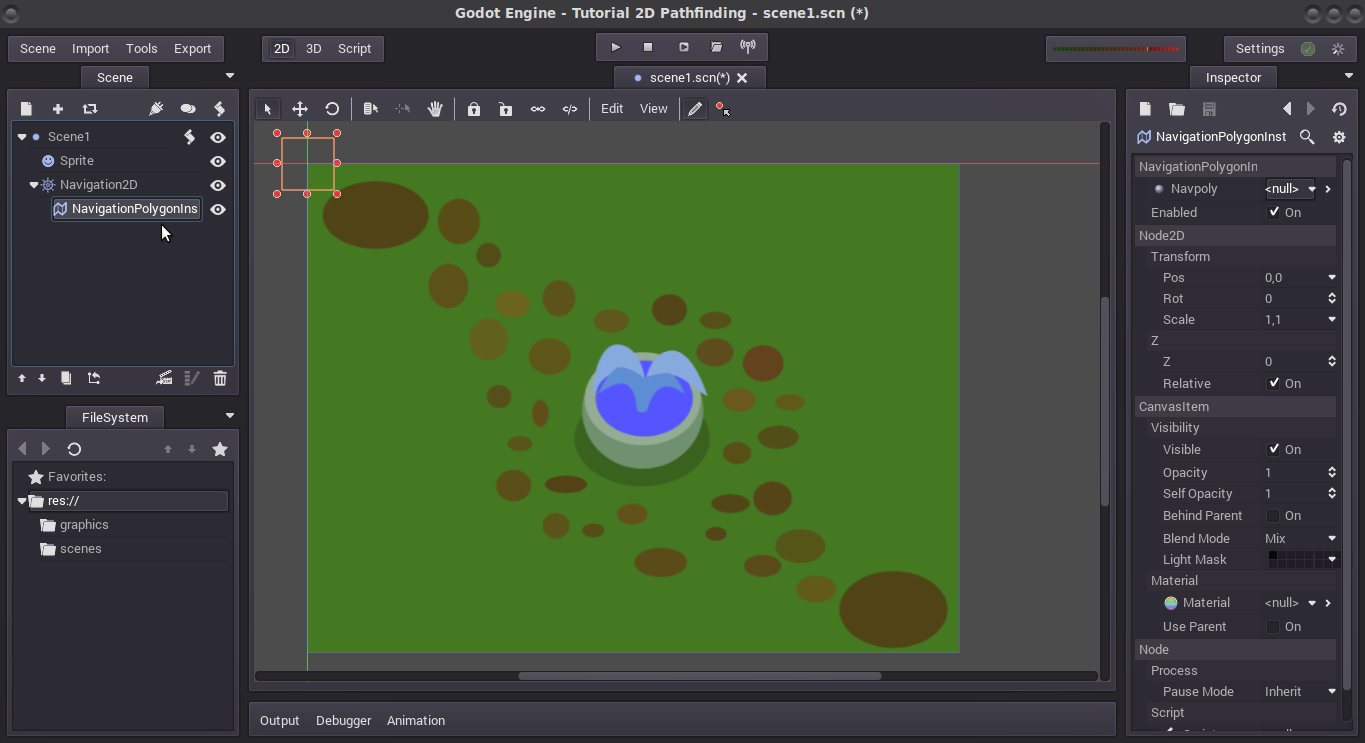 Godot Engine - Tutorial 2D Pathfinding - scene1.scn (*)
Scene Import Tools Export
2D 3D Script
Settings
Scene
scene1.scn(*)
Inspector
Edit View
Scene1
Sprite
Navigation2D
NavigationPolygonIns
FileSystem
Favorites:
res://
graphics
scenes
Output Debugger Animation
NavigationPolygonInst
NavigationPolygonIn
Navpoly <null>
Enabled On
Node2D
Transform
Pos 0,0
Rot 0
Scale 1,1
Z
Z 0
Relative On
CanvasItem
Visibility
Visible On
Opacity 1
Self Opacity 1
Behind Parent On
Blend Mode Mix
Light Mask
Material
Material <null>
Use Parent On
Node
Process
Pause Mode Inherit
Script